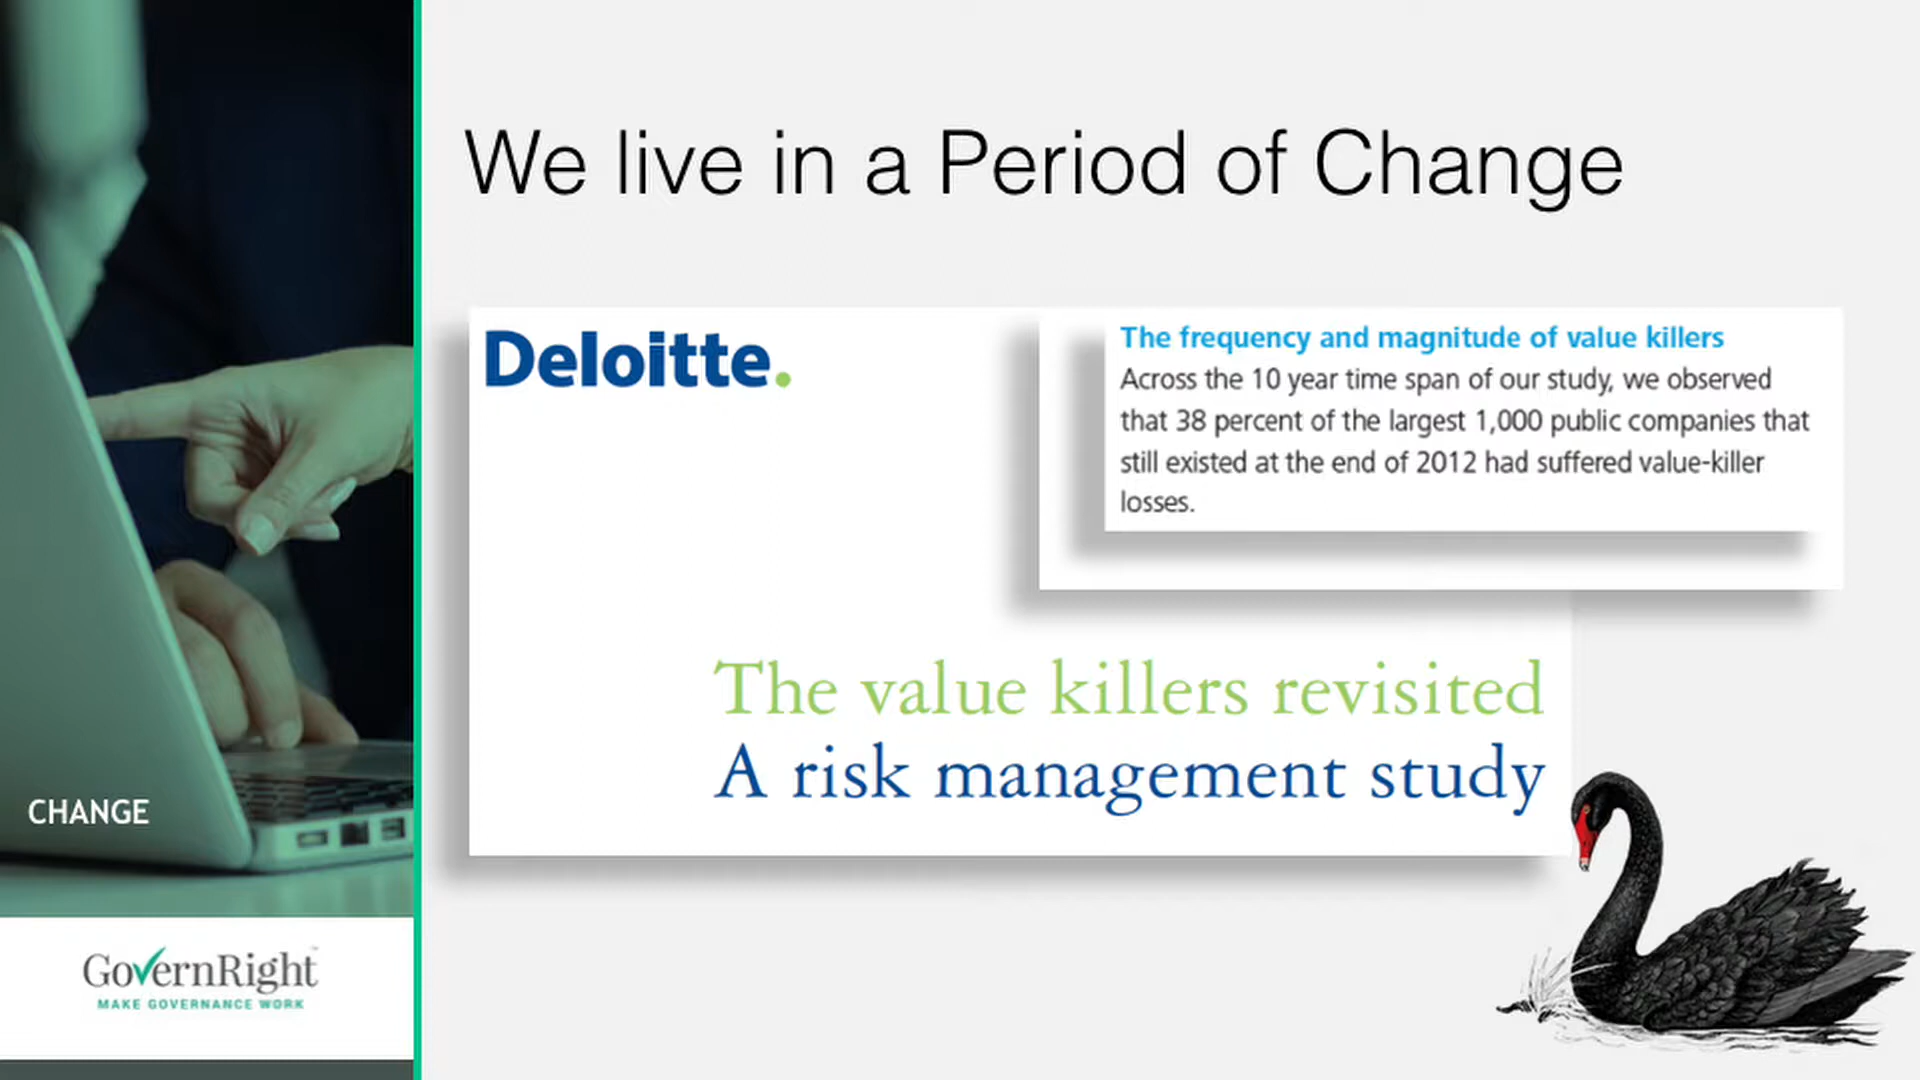 We live in a Period of Change
Deloitte.
The frequency and magnitude of value killers
Across the 10 year time span of our study, we observed
that 38 percent of the largest 1,000 public companies that
still existed at the end of 2012 had suffered value-killer
losses.
The value killers revisited
A risk management study
CHANGE
GovernRight™
MAKE GOVERNANCE WORK